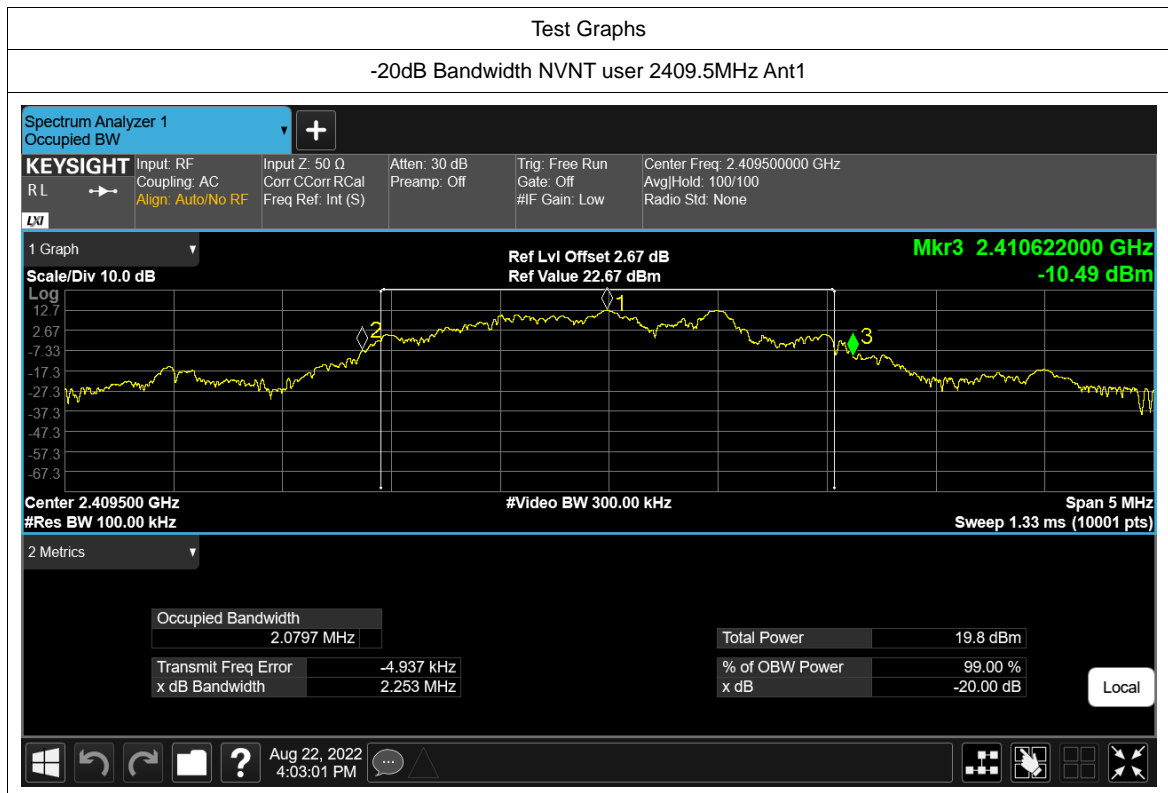 Test Graphs
-20dB Bandwidth NVNT user 2409.5MHz Ant1
Spectrum Analyzer 1
Occupied BW
+
KEYSIGHT
R L
LXI
Input: RF
Coupling: AC
Align: Auto/No RF
Input Z: 50 Ω
Corr CCorr RCal
Freq Ref: Int (S)
Atten: 30 dB
Preamp: Off
Trig: Free Run
Gate: Off
#IF Gain: Low
Center Freq: 2.409500000 GHz
Avg|Hold: 100/100
Radio Std: None
1 Graph
Scale/Div 10.0 dB
Ref Lvl Offset 2.67 dB
Ref Value 22.67 dBm
Mkr3 2.410622000 GHz
-10.49 dBm
Log
12.7
2.67
-7.33
-17.3
-27.3
-37.3
-47.3
-57.3
-67.3
1
2
3
Center 2.409500 GHz
#Res BW 100.00 kHz
#Video BW 300.00 kHz
Span 5 MHz
Sweep 1.33 ms (10001 pts)
2 Metrics
Occupied Bandwidth
2.0797 MHz
Transmit Freq Error -4.937 kHz
x dB Bandwidth 2.253 MHz
Total Power 19.8 dBm
% of OBW Power 99.00 %
x dB -20.00 dB
Local
?
Aug 22, 2022
4:03:01 PM